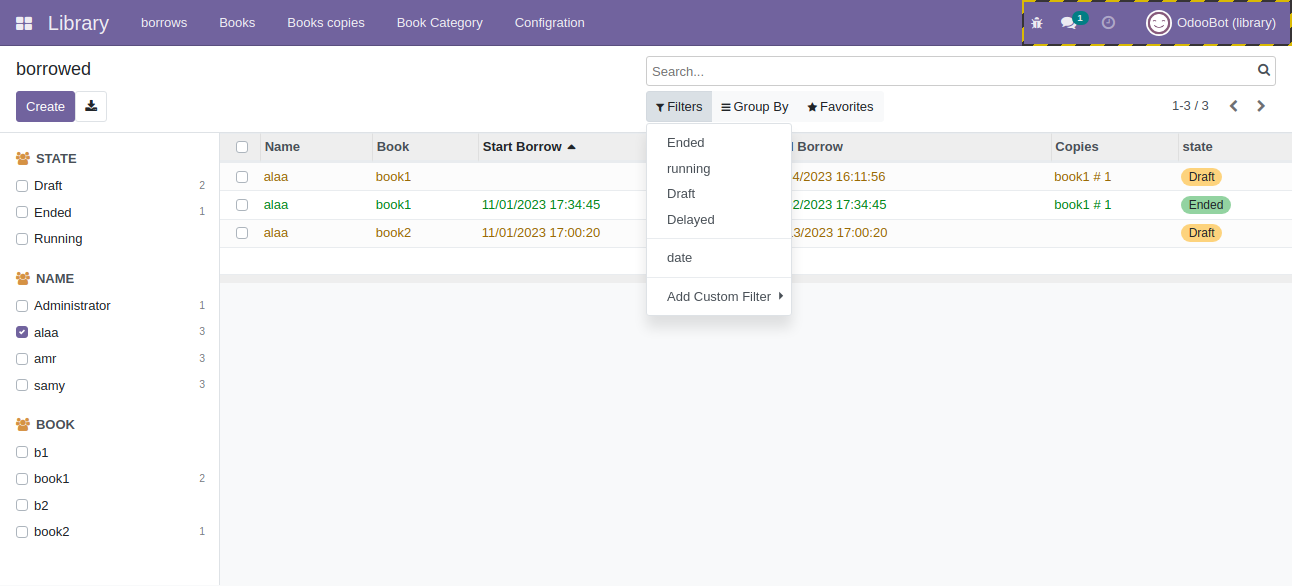 Library borrows Books Books copies Book Category Configration 1 OdooBot (library)
borrowed
Search...
Create
Filters Group By Favorites
1-3 / 3
STATE
Draft 2
Ended 1
Running
NAME
Administrator 1
alaa 3
amr 3
samy 3
BOOK
b1
book1 2
b2
book2 1
Name Book Start Borrow Borrow Copies state
alaa book1 4/2023 16:11:56 book1 # 1 Draft
alaa book1 11/01/2023 17:34:45 2/2023 17:34:45 book1 # 1 Ended
alaa book2 11/01/2023 17:00:20 3/2023 17:00:20 Draft
Ended
running
Draft
Delayed
date
Add Custom Filter